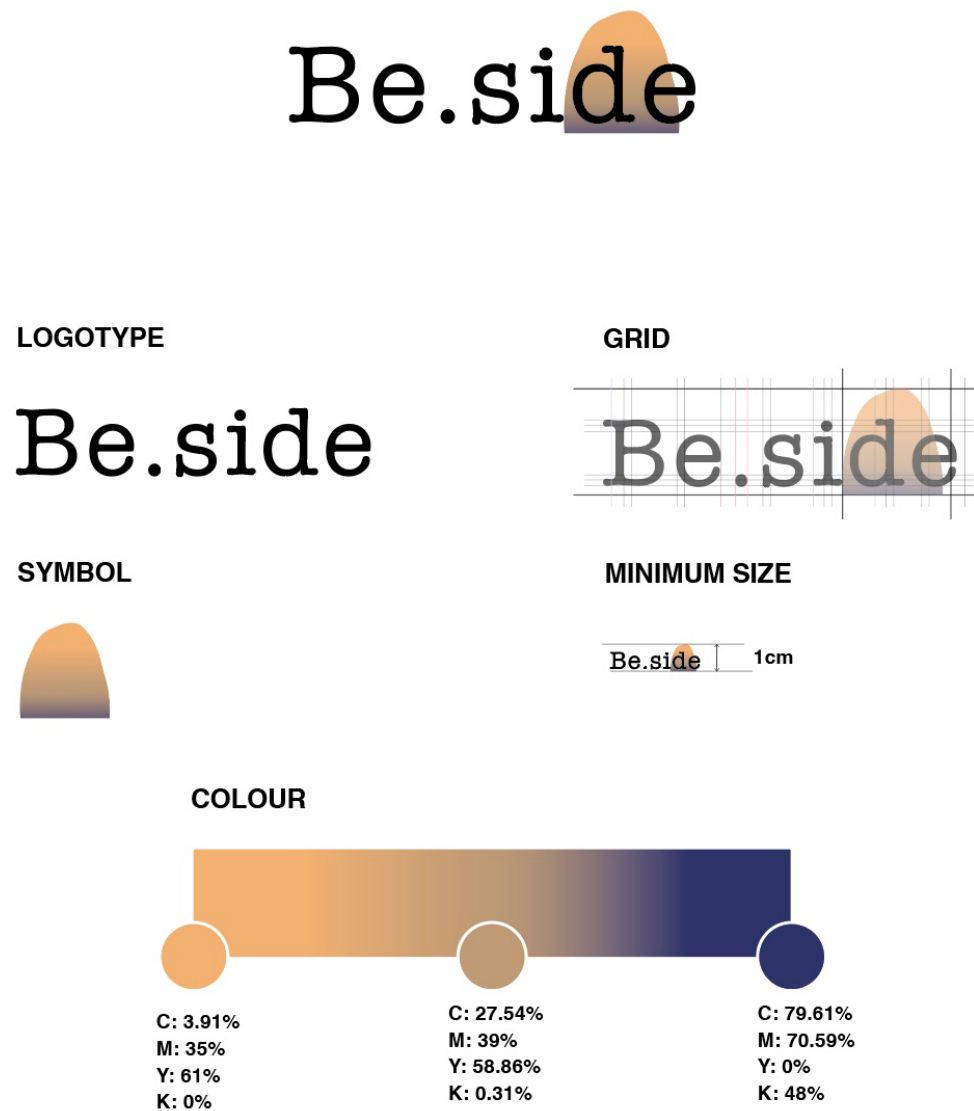 Be.side
LOGOTYPE
Be.side
GRID
Be.side
SYMBOL
MINIMUM SIZE
Be.side
1cm
COLOUR
C: 3.91%
M: 35%
Y: 61%
K: 0%
C: 27.54%
M: 39%
Y: 58.86%
K: 0.31%
C: 79.61%
M: 70.59%
Y: 0%
K: 48%